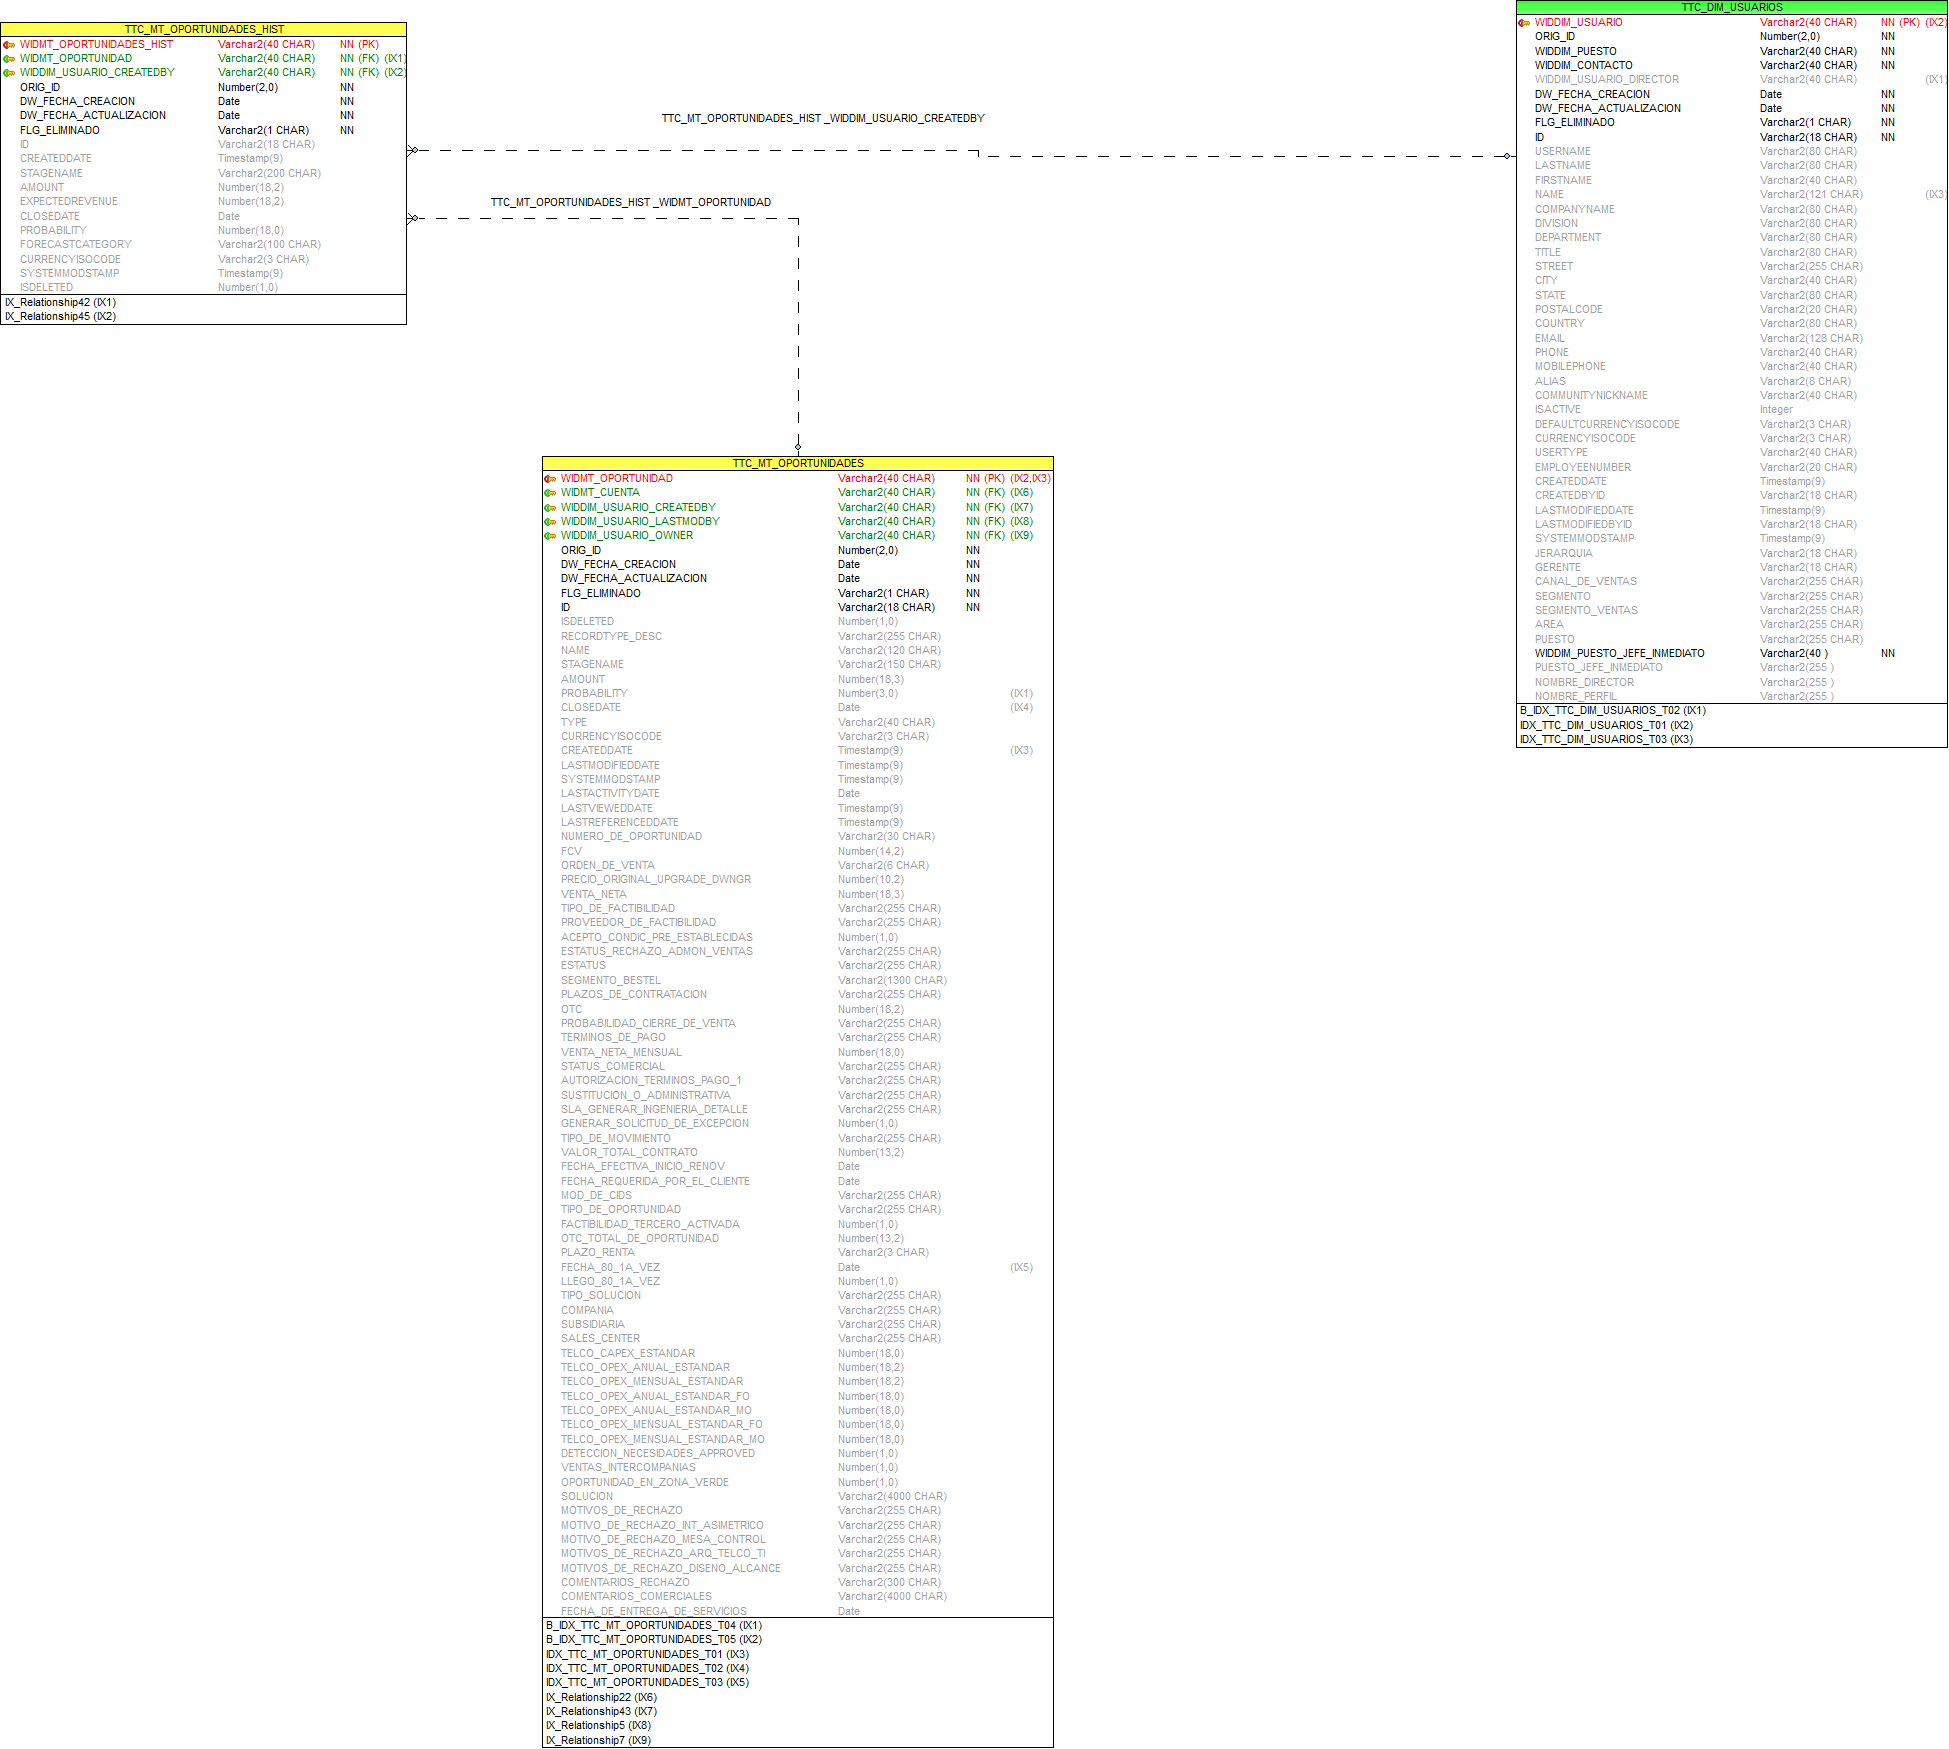 TTC_MT_OPORTUNIDADES_HIST
WIDMT_OPORTUNIDADES_HIST Varchar2(40 CHAR) NN (PK)
WIDMT_OPORTUNIDAD Varchar2(40 CHAR) NN (FK) (IX1)
WIDDIM_USUARIO_CREATEDBY Varchar2(40 CHAR) NN (FK) (IX2)
ORIG_ID Number(2,0) NN
DW_FECHA_CREACION Date NN
DW_FECHA_ACTUALIZACION Date NN
FLG_ELIMINADO Varchar2(1 CHAR) NN
ID Varchar2(18 CHAR)
CREATEDDATE Timestamp(9)
STAGENAME Varchar2(200 CHAR)
AMOUNT Number(18,2)
EXPECTEDREVENUE Number(18,2)
CLOSEDATE Date
PROBABILITY Number(18,0)
FORECASTCATEGORY Varchar2(100 CHAR)
CURRENCYISOCODE Varchar2(3 CHAR)
SYSTEMMODSTAMP Timestamp(9)
ISDELETED Number(1,0)
IX_Relationship42 (IX1)
IX_Relationship45 (IX2)
TTC_MT_OPORTUNIDADES_HIST _WIDDIM_USUARIO_CREATEDBY
TTC_MT_OPORTUNIDADES_HIST _WIDMT_OPORTUNIDAD
TTC_DIM_USUARIOS
WIDDIM_USUARIO Varchar2(40 CHAR) NN (PK) (IX2)
ORIG_ID Number(2,0) NN
WIDDIM_PUESTO Varchar2(40 CHAR) NN
WIDDIM_CONTACTO Varchar2(40 CHAR) NN
WIDDIM_USUARIO_DIRECTOR Varchar2(40 CHAR) (IX1)
DW_FECHA_CREACION Date NN
DW_FECHA_ACTUALIZACION Date NN
FLG_ELIMINADO Varchar2(1 CHAR) NN
ID Varchar2(18 CHAR) NN
USERNAME Varchar2(80 CHAR)
LASTNAME Varchar2(80 CHAR)
FIRSTNAME Varchar2(40 CHAR)
NAME Varchar2(121 CHAR) (IX3)
COMPANYNAME Varchar2(80 CHAR)
DIVISION Varchar2(80 CHAR)
DEPARTMENT Varchar2(80 CHAR)
TITLE Varchar2(80 CHAR)
STREET Varchar2(255 CHAR)
CITY Varchar2(40 CHAR)
STATE Varchar2(80 CHAR)
POSTALCODE Varchar2(20 CHAR)
COUNTRY Varchar2(80 CHAR)
EMAIL Varchar2(128 CHAR)
PHONE Varchar2(40 CHAR)
MOBILEPHONE Varchar2(40 CHAR)
ALIAS Varchar2(8 CHAR)
COMMUNITYNICKNAME Varchar2(40 CHAR)
ISACTIVE Integer
DEFAULTCURRENCYISOCODE Varchar2(3 CHAR)
CURRENCYISOCODE Varchar2(3 CHAR)
USERTYPE Varchar2(40 CHAR)
EMPLOYEENUMBER Varchar2(20 CHAR)
CREATEDDATE Timestamp(9)
CREATEDBYID Varchar2(18 CHAR)
LASTMODIFIEDDATE Timestamp(9)
LASTMODIFIEDBYID Varchar2(18 CHAR)
SYSTEMMODSTAMP Timestamp(9)
JERARQUIA Varchar2(18 CHAR)
GERENTE Varchar2(18 CHAR)
CANAL_DE_VENTAS Varchar2(255 CHAR)
SEGMENTO Varchar2(255 CHAR)
SEGMENTO_VENTAS Varchar2(255 CHAR)
AREA Varchar2(255 CHAR)
PUESTO Varchar2(255 CHAR)
WIDDIM_PUESTO_JEFE_INMEDIATO Varchar2(40 ) NN
PUESTO_JEFE_INMEDIATO Varchar2(255 )
NOMBRE_DIRECTOR Varchar2(255 )
NOMBRE_PERFIL Varchar2(255 )
B_IDX_TTC_DIM_USUARIOS_T02 (IX1)
IDX_TTC_DIM_USUARIOS_T01 (IX2)
IDX_TTC_DIM_USUARIOS_T03 (IX3)
TTC_MT_OPORTUNIDADES
WIDMT_OPORTUNIDAD Varchar2(40 CHAR) NN (PK) (IX2,IX3)
WIDMT_CUENTA Varchar2(40 CHAR) NN (FK) (IX6)
WIDDIM_USUARIO_CREATEDBY Varchar2(40 CHAR) NN (FK) (IX7)
WIDDIM_USUARIO_LASTMODBY Varchar2(40 CHAR) NN (FK) (IX8)
WIDDIM_USUARIO_OWNER Varchar2(40 CHAR) NN (FK) (IX9)
ORIG_ID Number(2,0) NN
DW_FECHA_CREACION Date NN
DW_FECHA_ACTUALIZACION Date NN
FLG_ELIMINADO Varchar2(1 CHAR) NN
ID Varchar2(18 CHAR) NN
ISDELETED Number(1,0)
RECORDTYPE_DESC Varchar2(255 CHAR)
NAME Varchar2(120 CHAR)
STAGENAME Varchar2(150 CHAR)
AMOUNT Number(18,3)
PROBABILITY Number(3,0) (IX1)
CLOSEDATE Date (IX4)
TYPE Varchar2(40 CHAR)
CURRENCYISOCODE Varchar2(3 CHAR)
CREATEDDATE Timestamp(9) (IX3)
LASTMODIFIEDDATE Timestamp(9)
SYSTEMMODSTAMP Timestamp(9)
LASTACTIVITYDATE Date
LASTVIEWEDDATE Timestamp(9)
LASTREFERENCEDDATE Timestamp(9)
NUMERO_DE_OPORTUNIDAD Varchar2(30 CHAR)
FCV Number(14,2)
ORDEN_DE_VENTA Varchar2(6 CHAR)
PRECIO_ORIGINAL_UPGRADE_DWNGR Number(10,2)
VENTA_NETA Number(18,3)
TIPO_DE_FACTIBILIDAD Varchar2(255 CHAR)
PROVEEDOR_DE_FACTIBILIDAD Varchar2(255 CHAR)
ACEPTO_CONDIC_PRE_ESTABLECIDAS Number(1,0)
ESTATUS_RECHAZO_ADMON_VENTAS Varchar2(255 CHAR)
ESTATUS Varchar2(255 CHAR)
SEGMENTO_BESTEL Varchar2(1300 CHAR)
PLAZOS_DE_CONTRATACION Varchar2(255 CHAR)
OTC Number(18,2)
PROBABILIDAD_CIERRE_DE_VENTA Varchar2(255 CHAR)
TERMINOS_DE_PAGO Varchar2(255 CHAR)
VENTA_NETA_MENSUAL Number(18,0)
STATUS_COMERCIAL Varchar2(255 CHAR)
AUTORIZACION_TERMINOS_PAGO_1 Varchar2(255 CHAR)
SUSTITUCION_O_ADMINISTRATIVA Varchar2(255 CHAR)
SLA_GENERAR_INGENIERIA_DETALLE Varchar2(255 CHAR)
GENERAR_SOLICITUD_DE_EXCEPCION Number(1,0)
TIPO_DE_MOVIMIENTO Varchar2(255 CHAR)
VALOR_TOTAL_CONTRATO Number(13,2)
FECHA_EFECTIVA_INICIO_RENOV Date
FECHA_REQUERIDA_POR_EL_CLIENTE Date
MOD_DE_CIDS Varchar2(255 CHAR)
TIPO_DE_OPORTUNIDAD Varchar2(255 CHAR)
FACTIBILIDAD_TERCERO_ACTIVADA Number(1,0)
OTC_TOTAL_DE_OPORTUNIDAD Number(13,2)
PLAZO_RENTA Varchar2(3 CHAR)
FECHA_80_1A_VEZ Date (IX5)
LLEGO_80_1A_VEZ Number(1,0)
TIPO_SOLUCION Varchar2(255 CHAR)
COMPANIA Varchar2(255 CHAR)
SUBSIDIARIA Varchar2(255 CHAR)
SALES_CENTER Varchar2(255 CHAR)
TELCO_CAPEX_ESTANDAR Number(18,0)
TELCO_OPEX_ANUAL_ESTANDAR Number(18,2)
TELCO_OPEX_MENSUAL_ESTANDAR Number(18,2)
TELCO_OPEX_ANUAL_ESTANDAR_FO Number(18,0)
TELCO_OPEX_ANUAL_ESTANDAR_MO Number(18,0)
TELCO_OPEX_MENSUAL_ESTANDAR_FO Number(18,0)
TELCO_OPEX_MENSUAL_ESTANDAR_MO Number(18,0)
DETECCION_NECESIDADES_APPROVED Number(1,0)
VENTAS_INTERCOMPANIAS Number(1,0)
OPORTUNIDAD_EN_ZONA_VERDE Number(1,0)
SOLUCION Varchar2(4000 CHAR)
MOTIVOS_DE_RECHAZO Varchar2(255 CHAR)
MOTIVO_DE_RECHAZO_INT_ASIMETRICO Varchar2(255 CHAR)
MOTIVO_DE_RECHAZO_MESA_CONTROL Varchar2(255 CHAR)
MOTIVOS_DE_RECHAZO_ARQ_TELCO_TI Varchar2(255 CHAR)
MOTIVOS_DE_RECHAZO_DISENO_ALCANCE Varchar2(255 CHAR)
COMENTARIOS_RECHAZO Varchar2(300 CHAR)
COMENTARIOS_COMERCIALES Varchar2(4000 CHAR)
FECHA_DE_ENTREGA_DE_SERVICIOS Date
B_IDX_TTC_MT_OPORTUNIDADES_T04 (IX1)
B_IDX_TTC_MT_OPORTUNIDADES_T05 (IX2)
IDX_TTC_MT_OPORTUNIDADES_T01 (IX3)
IDX_TTC_MT_OPORTUNIDADES_T02 (IX4)
IDX_TTC_MT_OPORTUNIDADES_T03 (IX5)
IX_Relationship22 (IX6)
IX_Relationship43 (IX7)
IX_Relationship5 (IX8)
IX_Relationship7 (IX9)